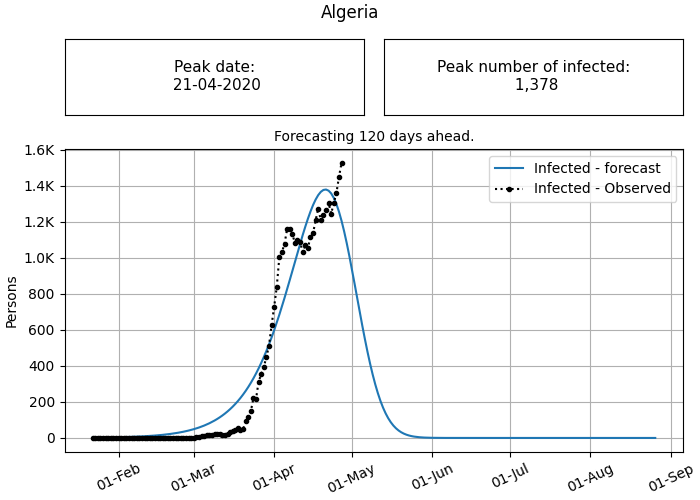 Algeria
Peak date:
21-04-2020
Peak number of infected:
1,378
Forecasting 120 days ahead.
1.6K
1.4K
1.2K
1.0K
800
600
400
200
0
Persons
Infected - forecast
Infected - Observed
01-Feb
01-Mar
01-Apr
01-May
01-Jun
01-Jul
01-Aug
01-Sep